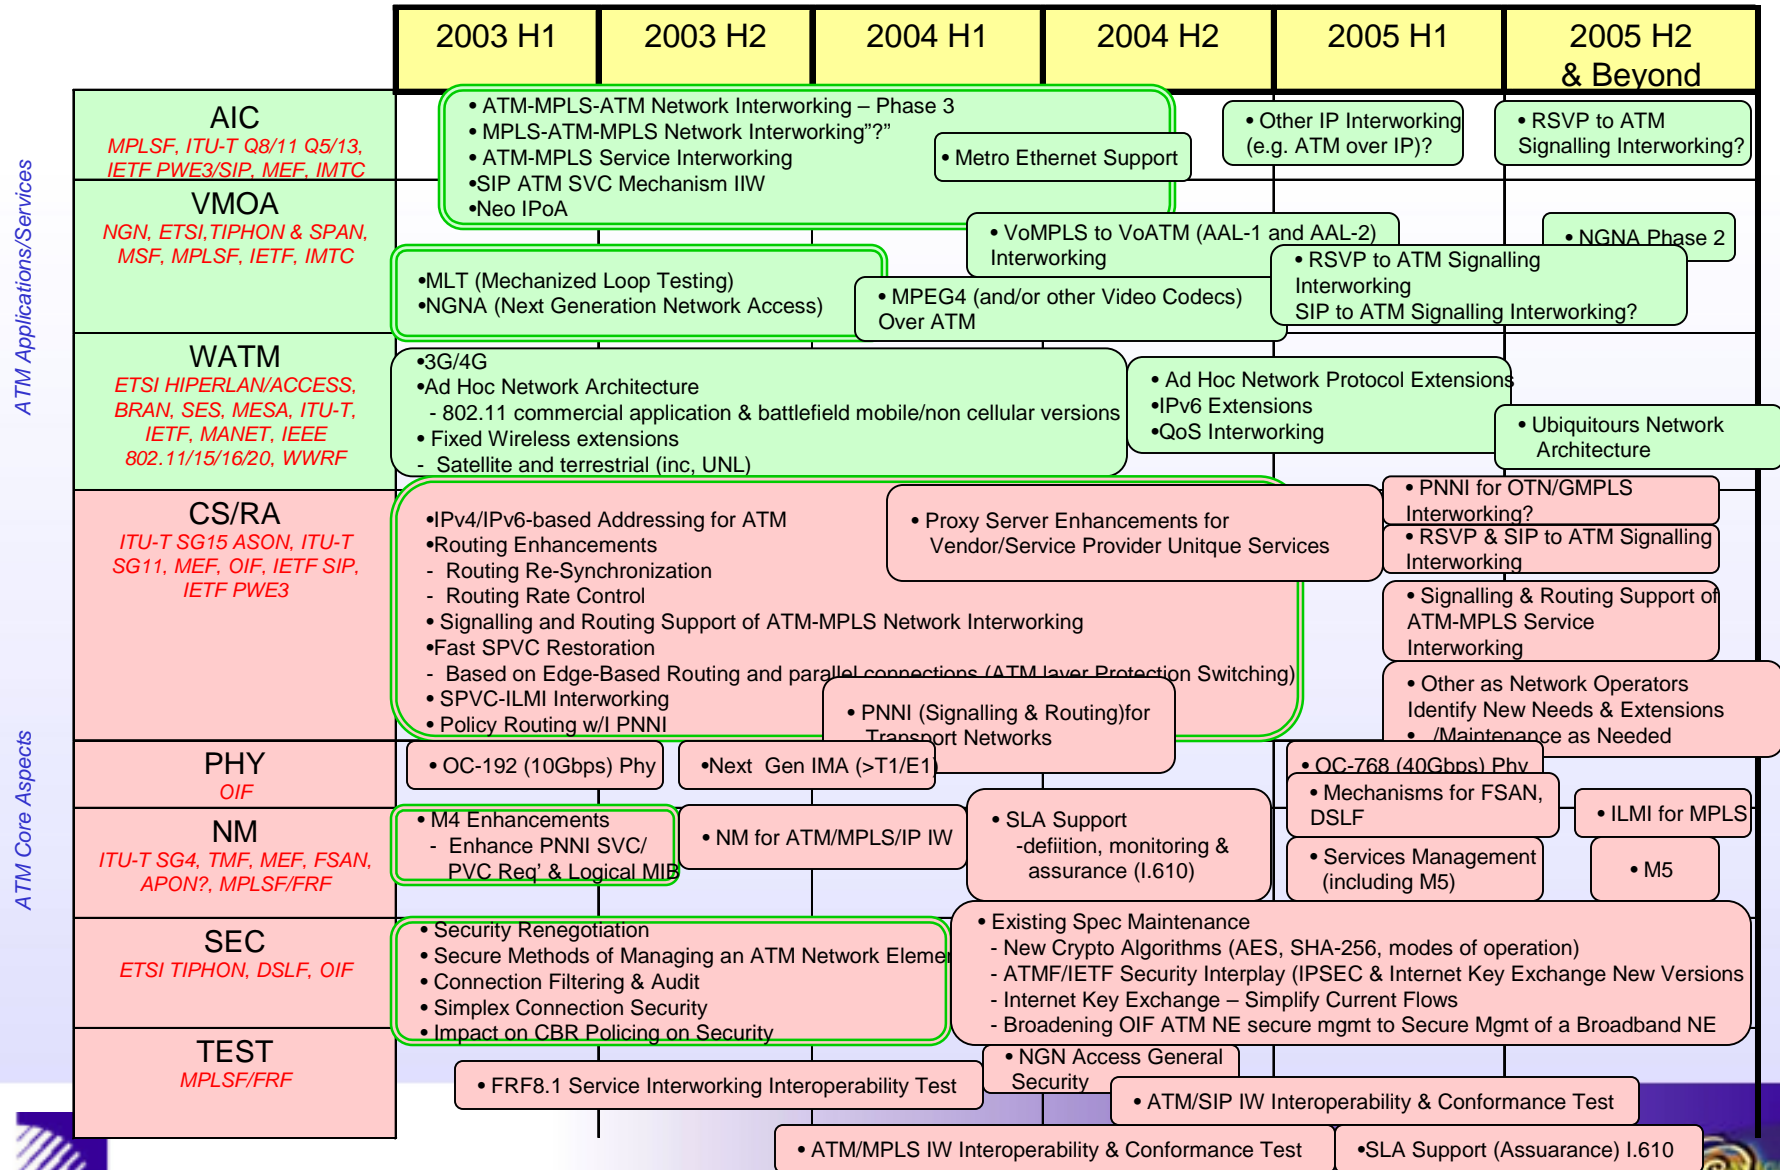 2003 H1
2003 H2
2004 H1
2004 H2
2005 H1
2005 H2
& Beyond
ATM Applications/Services
AIC
MPLSF, ITU-T Q8/11 Q5/13,
IETF PWE3/SIP, MEF, IMTC
• ATM-MPLS-ATM Network Interworking – Phase 3
• MPLS-ATM-MPLS Network Interworking"?"
• ATM-MPLS Service Interworking
•SIP ATM SVC Mechanism IIW
•Neo IPoA
• Metro Ethernet Support
• Other IP Interworking
(e.g. ATM over IP)?
• RSVP to ATM
Signalling Interworking?
VMOA
NGN, ETSI,TIPHON & SPAN,
MSF, MPLSF, IETF, IMTC
•MLT (Mechanized Loop Testing)
•NGNA (Next Generation Network Access)
• VoMPLS to VoATM (AAL-1 and AAL-2)
Interworking
• MPEG4 (and/or other Video Codecs)
Over ATM
• NGNA Phase 2
• RSVP to ATM Signalling
Interworking
SIP to ATM Signalling Interworking?
WATM
ETSI HIPERLAN/ACCESS,
BRAN, SES, MESA, ITU-T,
IETF, MANET, IEEE
802.11/15/16/20, WWRF
•3G/4G
•Ad Hoc Network Architecture
- 802.11 commercial application & battlefield mobile/non cellular versions
• Fixed Wireless extensions
- Satellite and terrestrial (inc, UNL)
• Ad Hoc Network Protocol Extensions
•IPv6 Extensions
•QoS Interworking
• Ubiquitours Network
Architecture
ATM Core Aspects
CS/RA
ITU-T SG15 ASON, ITU-T
SG11, MEF, OIF, IETF SIP,
IETF PWE3
•IPv4/IPv6-based Addressing for ATM
•Routing Enhancements
- Routing Re-Synchronization
- Routing Rate Control
• Signalling and Routing Support of ATM-MPLS Network Interworking
•Fast SPVC Restoration
- Based on Edge-Based Routing and parallel connections (ATM layer Protection Switching)
• SPVC-ILMI Interworking
• Policy Routing w/I PNNI
• Proxy Server Enhancements for
Vendor/Service Provider Unitque Services
• PNNI (Signalling & Routing)for
Transport Networks
• PNNI for OTN/GMPLS
Interworking?
• RSVP & SIP to ATM Signalling
Interworking
• Signalling & Routing Support of
ATM-MPLS Service
Interworking
• Other as Network Operators
Identify New Needs & Extensions
• /Maintenance as Needed
PHY
OIF
• OC-192 (10Gbps) Phy
•Next Gen IMA (>T1/E1)
• OC-768 (40Gbps) Phy
NM
ITU-T SG4, TMF, MEF, FSAN,
APON?, MPLSF/FRF
• M4 Enhancements
- Enhance PNNI SVC/
PVC Req' & Logical MIB
• NM for ATM/MPLS/IP IW
• SLA Support
-defiition, monitoring &
assurance (I.610)
• Mechanisms for FSAN,
DSLF
• Services Management
(including M5)
• ILMI for MPLS
• M5
SEC
ETSI TIPHON, DSLF, OIF
• Security Renegotiation
• Secure Methods of Managing an ATM Network Elemen
• Connection Filtering & Audit
• Simplex Connection Security
• Impact on CBR Policing on Security
• Existing Spec Maintenance
- New Crypto Algorithms (AES, SHA-256, modes of operation)
- ATMF/IETF Security Interplay (IPSEC & Internet Key Exchange New Versions
- Internet Key Exchange – Simplify Current Flows
- Broadening OIF ATM NE secure mgmt to Secure Mgmt of a Broadband NE
TEST
MPLSF/FRF
• FRF8.1 Service Interworking Interoperability Test
• NGN Access General
Security
• ATM/SIP IW Interoperability & Conformance Test
• ATM/MPLS IW Interoperability & Conformance Test
•SLA Support (Assuarance) I.610